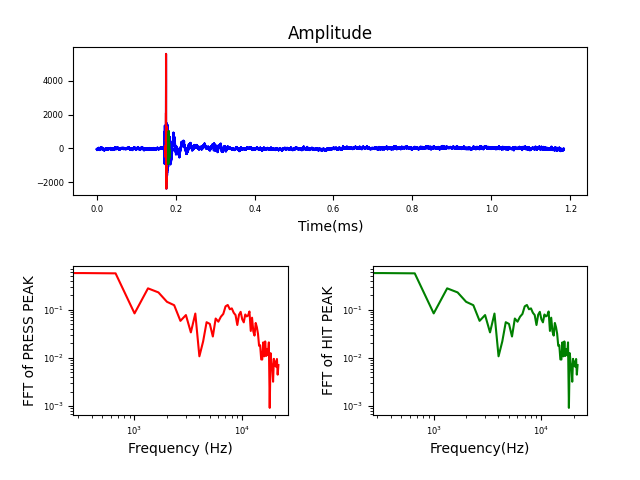 Amplitude
4000
2000
0
−2000
0.0 0.2 0.4 0.6 0.8 1.0 1.2
Time(ms)
FFT of PRESS PEAK
10⁻¹
10⁻²
10⁻³
10³ 10⁴
Frequency (Hz)
FFT of HIT PEAK
10⁻¹
10⁻²
10⁻³
10³ 10⁴
Frequency(Hz)